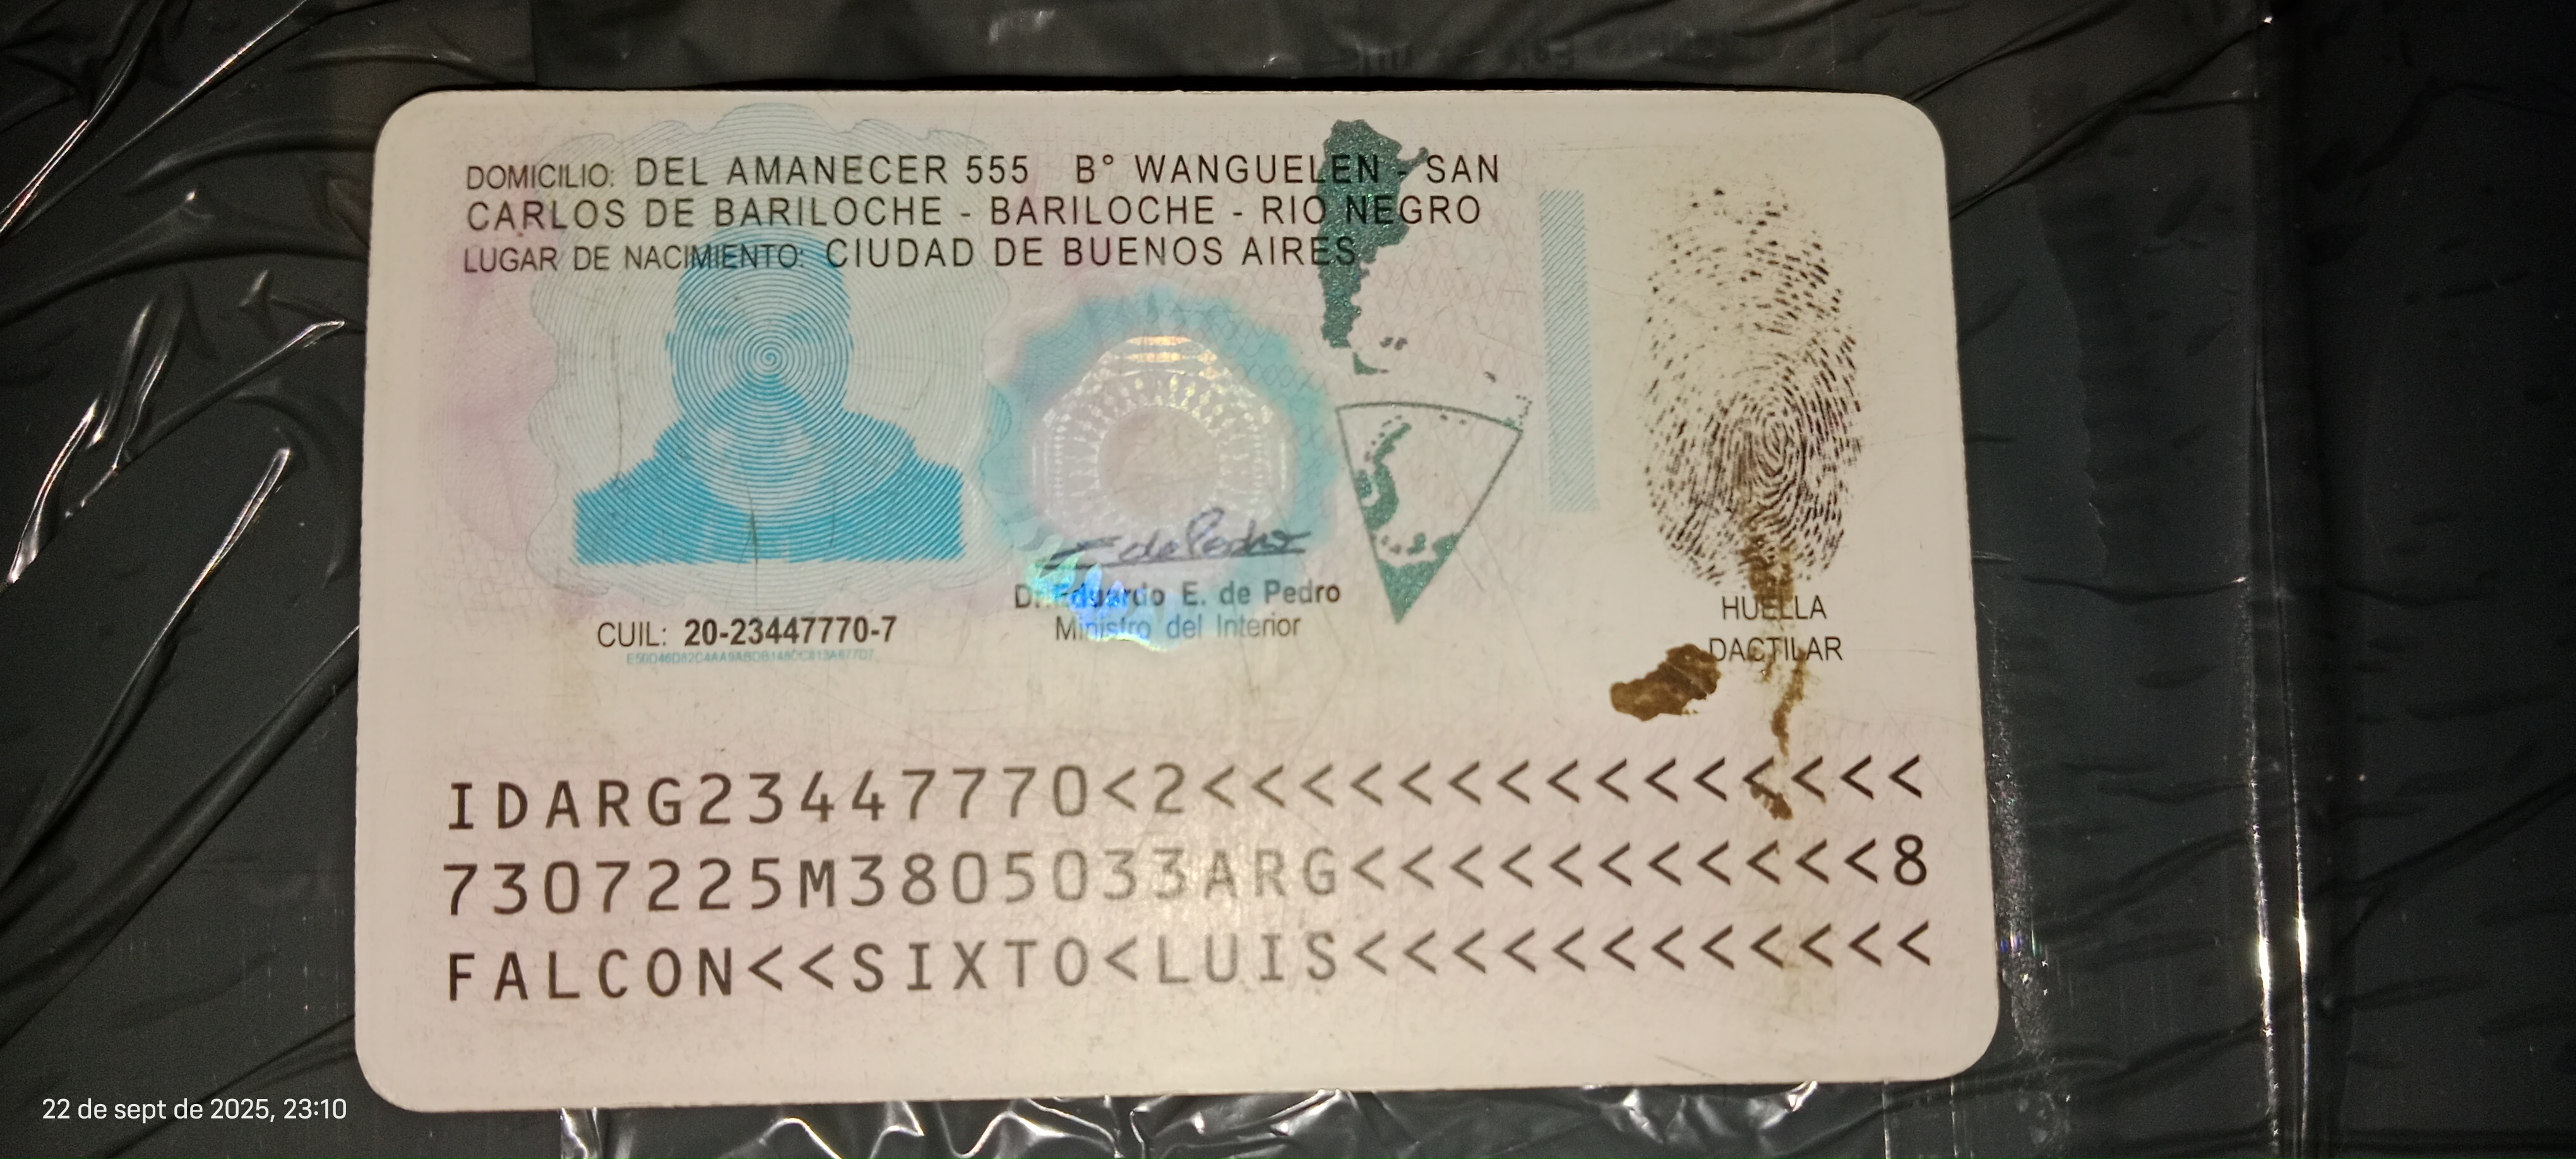 DOMICILIO: DEL AMANECER 555 B° WANGUELEN - SAN
CARLOS DE BARILOCHE - BARILOCHE - RIO NEGRO
LUGAR DE NACIMIENTO: CIUDAD DE BUENOS AIRES
E de Pedro
Dr. Eduardo E. de Pedro
Ministro del Interior
CUIL: 20-23447770-7
HUELLA
DACTILAR
IDARG23447770<2<<<<<<<<<<<<<<<
7307225M3805033ARG<<<<<<<<<<<8
FALCON<<SIXTO<LUIS<<<<<<<<<<<<
22 de sept de 2025, 23:10